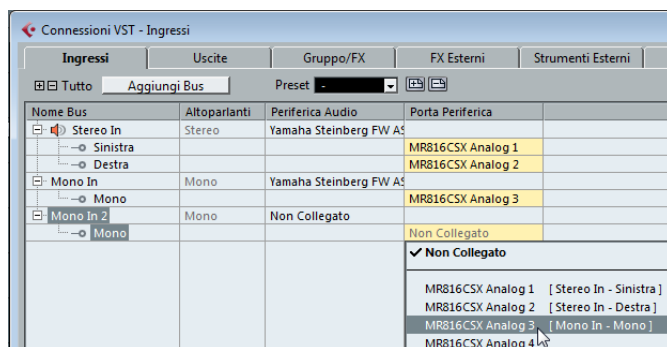 Connessioni VST - Ingressi
Ingressi Uscite Gruppo/FX FX Esterni Strumenti Esterni
Tutto Aggiungi Bus Preset -
Nome Bus Altoparlanti Periferica Audio Porta Periferica
Stereo In Stereo Yamaha Steinberg FW AS
Sinistra MR816CSX Analog 1
Destra MR816CSX Analog 2
Mono In Mono Yamaha Steinberg FW AS
Mono MR816CSX Analog 3
Mono In 2 Mono Non Collegato
Mono Non Collegato
✓ Non Collegato
MR816CSX Analog 1 [ Stereo In - Sinistra ]
MR816CSX Analog 2 [ Stereo In - Destra ]
MR816CSX Analog 3 [ Mono In - Mono ]
MR816CSX Analog 4